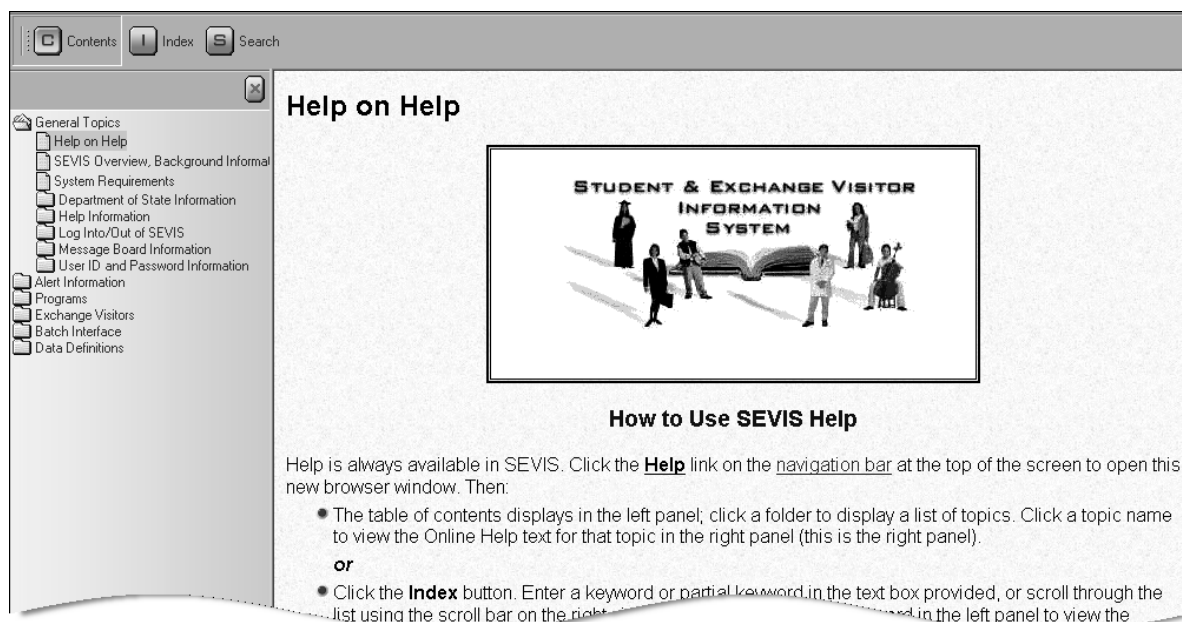 Contents Index Search
General Topics
Help on Help
SEVIS Overview, Background Informat
System Requirements
Department of State Information
Help Information
Log Into/Out of SEVIS
Message Board Information
User ID and Password Information
Alert Information
Programs
Exchange Visitors
Batch Interface
Data Definitions
Help on Help
STUDENT & EXCHANGE VISITOR
INFORMATION
SYSTEM
How to Use SEVIS Help
Help is always available in SEVIS. Click the Help link on the navigation bar at the top of the screen to open this
new browser window. Then:
The table of contents displays in the left panel; click a folder to display a list of topics. Click a topic name
to view the Online Help text for that topic in the right panel (this is the right panel).
or
Click the Index button. Enter a keyword or partial keyword in the text box provided, or scroll through the
list using the scroll bar on the right in the left panel to view the